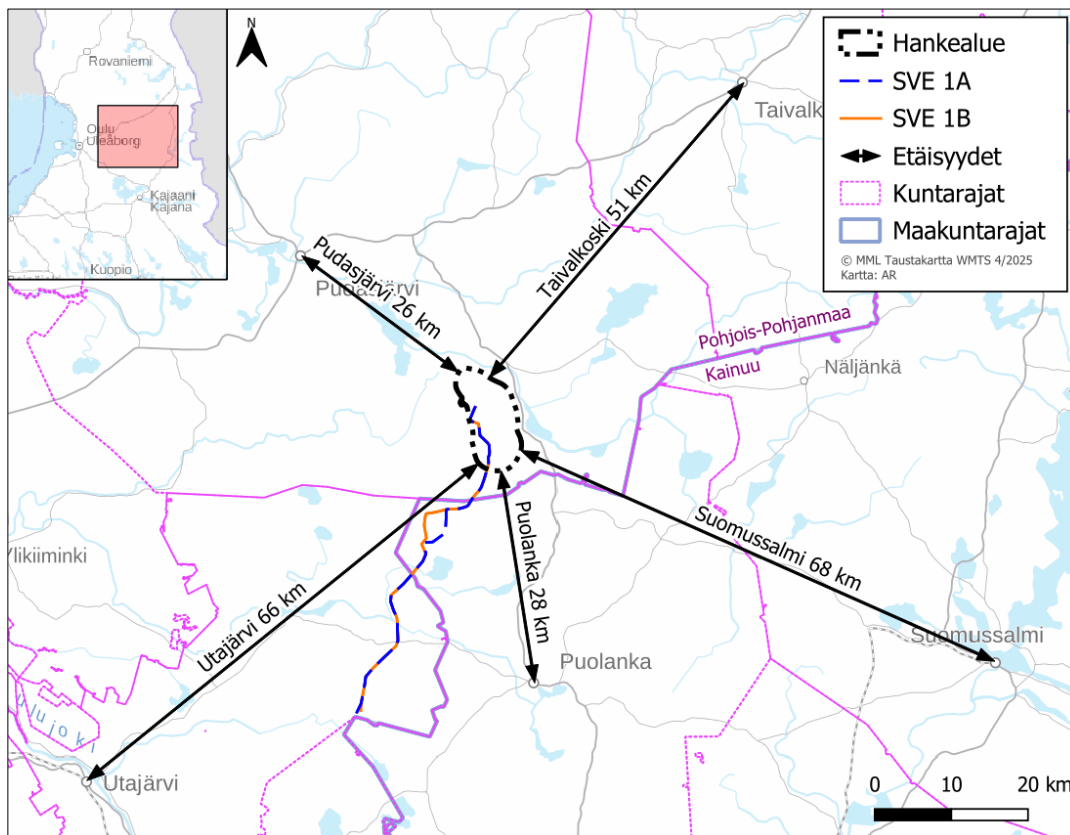 N
Rovaniemi
Oulu
Uleåborg
Kajaani
Kajana
Kuopio
Hankealue
SVE 1A
SVE 1B
Etäisyydet
Kuntarajat
Maakuntarajat
© MML Taustakartta WMTS 4/2025
Kartta: AR
Taivalk
Taivalkoski 51 km
Pudasjärvi 26 km
Pudasjärvi
Pohjois-Pohjanmaa
Kainuu
Näljänkä
Ylikiiminki
Utajärvi 66 km
Puolanka 28 km
Suomussalmi 68 km
Suomussalmi
Puolanka
ulujoki
Utajärvi
0 10 20 km